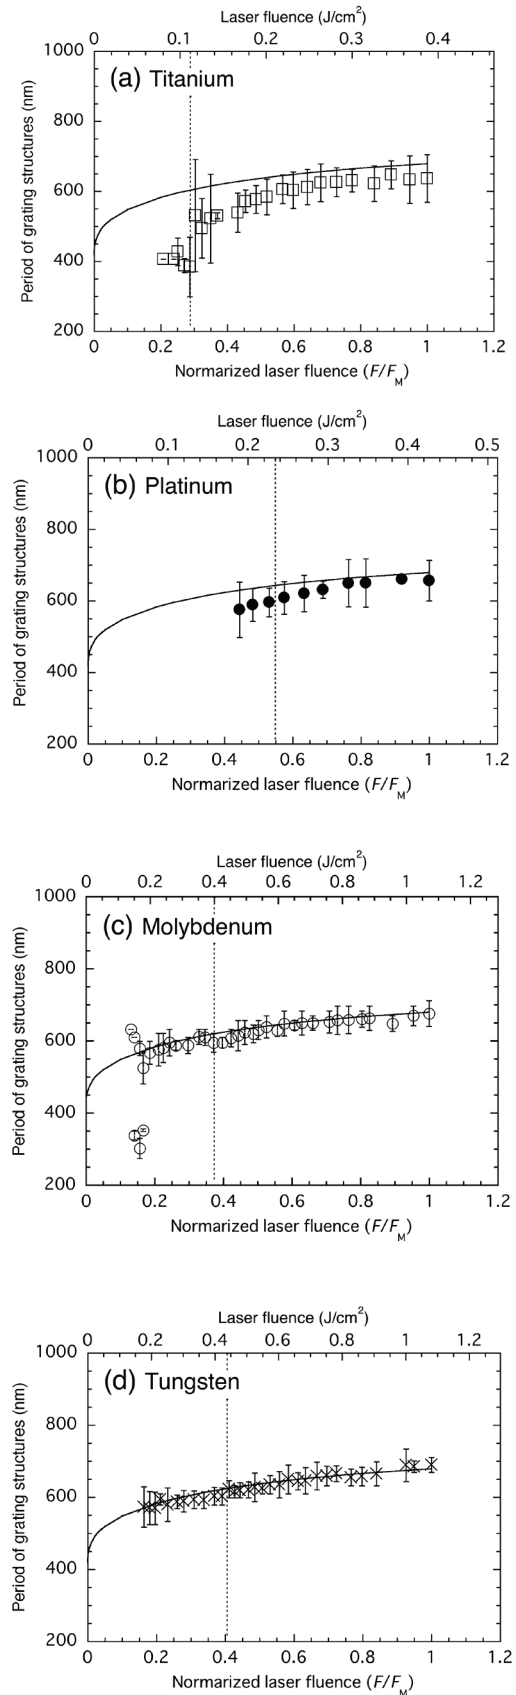 Laser fluence (J/cm²)
0 0.1 0.2 0.3 0.4
1000
(a) Titanium
800
600
400
200
Period of grating structures (nm)
0 0.2 0.4 0.6 0.8 1 1.2
Normarized laser fluence (F/F_M)
Laser fluence (J/cm²)
0 0.1 0.2 0.3 0.4 0.5
1000
(b) Platinum
800
600
400
200
Period of grating structures (nm)
0 0.2 0.4 0.6 0.8 1 1.2
Normarized laser fluence (F/F_M)
Laser fluence (J/cm²)
0 0.2 0.4 0.6 0.8 1 1.2
1000
(c) Molybdenum
800
600
400
200
Period of grating structures (nm)
0 0.2 0.4 0.6 0.8 1 1.2
Normarized laser fluence (F/F_M)
Laser fluence (J/cm²)
0 0.2 0.4 0.6 0.8 1 1.2
1000
(d) Tungsten
800
600
400
200
Period of grating structures (nm)
0 0.2 0.4 0.6 0.8 1 1.2
Normarized laser fluence (F/F_M)